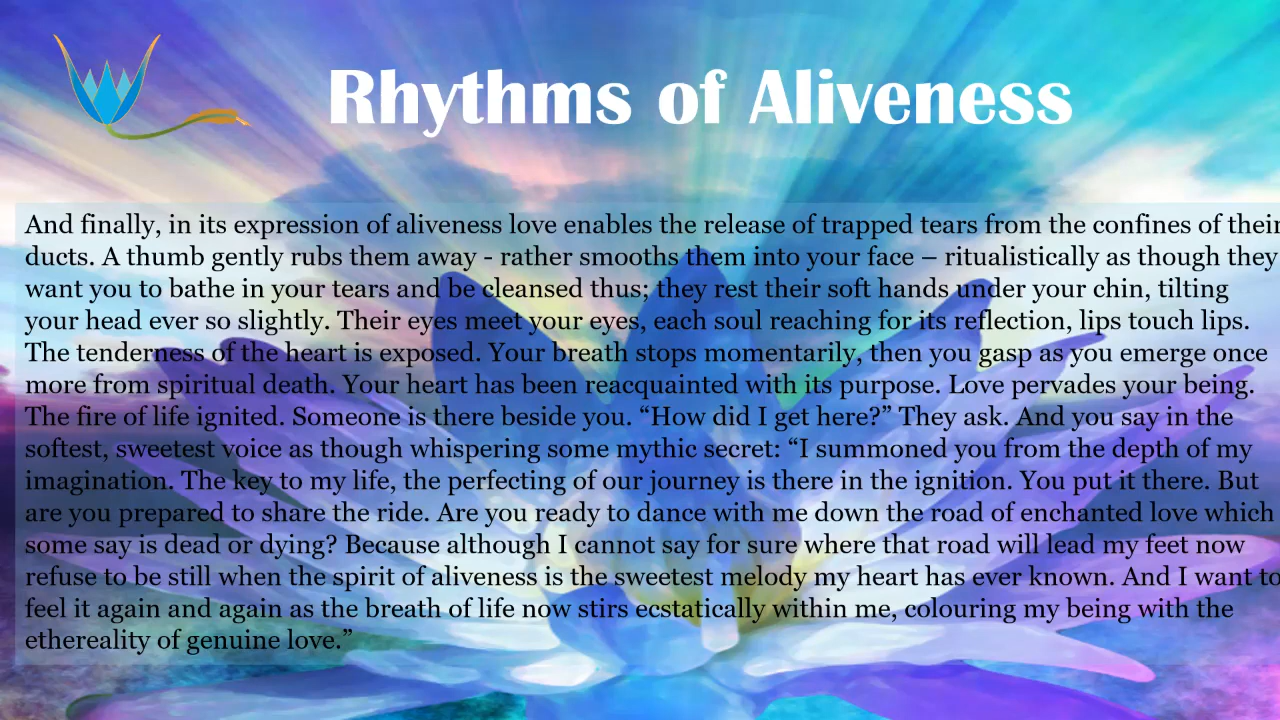 Rhythms of Aliveness
And finally, in its expression of aliveness love enables the release of trapped tears from the confines of their
ducts. A thumb gently rubs them away - rather smooths them into your face – ritualistically as though they
want you to bathe in your tears and be cleansed thus; they rest their soft hands under your chin, tilting
your head ever so slightly. Their eyes meet your eyes, each soul reaching for its reflection, lips touch lips.
The tenderness of the heart is exposed. Your breath stops momentarily, then you gasp as you emerge once
more from spiritual death. Your heart has been reacquainted with its purpose. Love pervades your being.
The fire of life ignited. Someone is there beside you. “How did I get here?” They ask. And you say in the
softest, sweetest voice as though whispering some mythic secret: “I summoned you from the depth of my
imagination. The key to my life, the perfecting of our journey is there in the ignition. You put it there. But
are you prepared to share the ride. Are you ready to dance with me down the road of enchanted love which
some say is dead or dying? Because although I cannot say for sure where that road will lead my feet now
refuse to be still when the spirit of aliveness is the sweetest melody my heart has ever known. And I want to
feel it again and again as the breath of life now stirs ecstatically within me, colouring my being with the
ethereality of genuine love.”